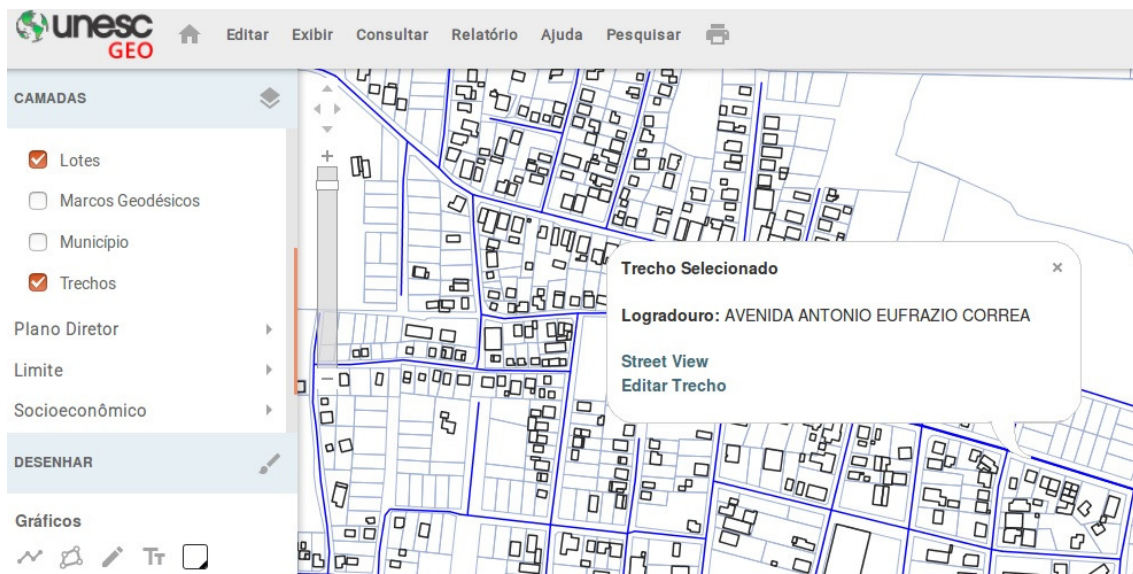 unesc
GEO
Editar Exibir Consultar Relatório Ajuda Pesquisar
CAMADAS
Lotes
Marcos Geodésicos
Município
Trechos
Plano Diretor
Limite
Socioeconômico
DESENHAR
Gráficos
TT
Trecho Selecionado ×
Logradouro: AVENIDA ANTONIO EUFRAZIO CORREA
Street View
Editar Trecho